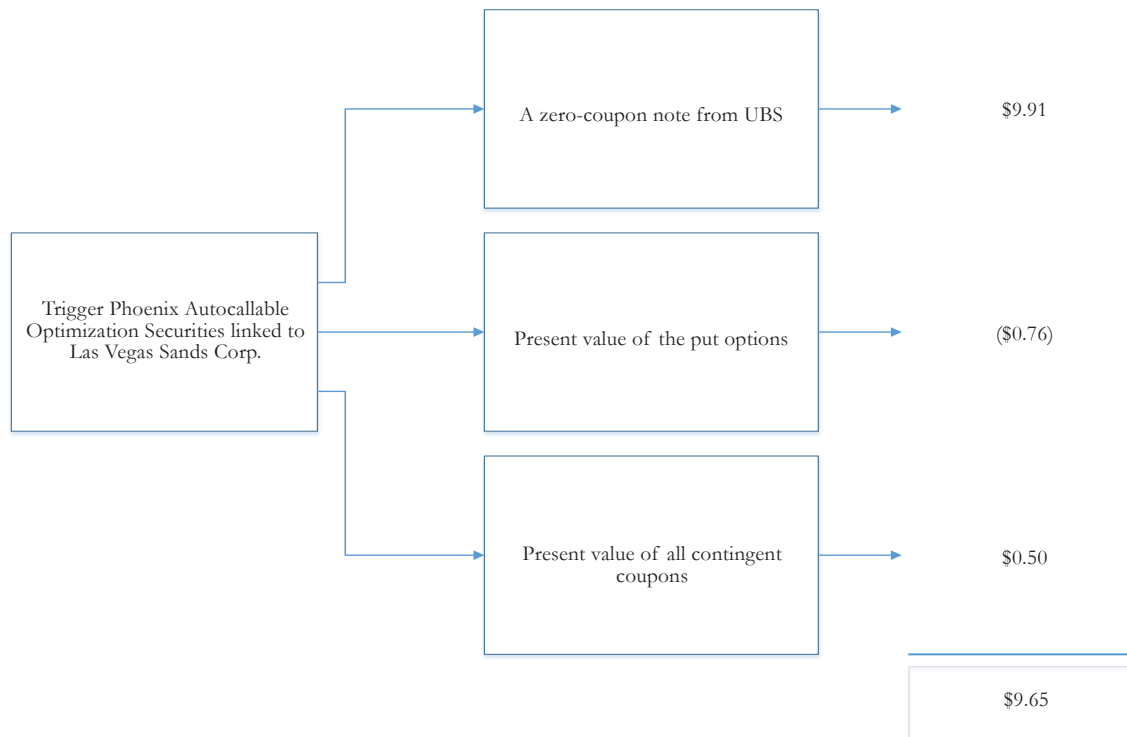 A zero-coupon note from UBS
$9.91
Trigger Phoenix Autocallable
Optimization Securities linked to
Las Vegas Sands Corp.
Present value of the put options
($0.76)
Present value of all contingent
coupons
$0.50
$9.65